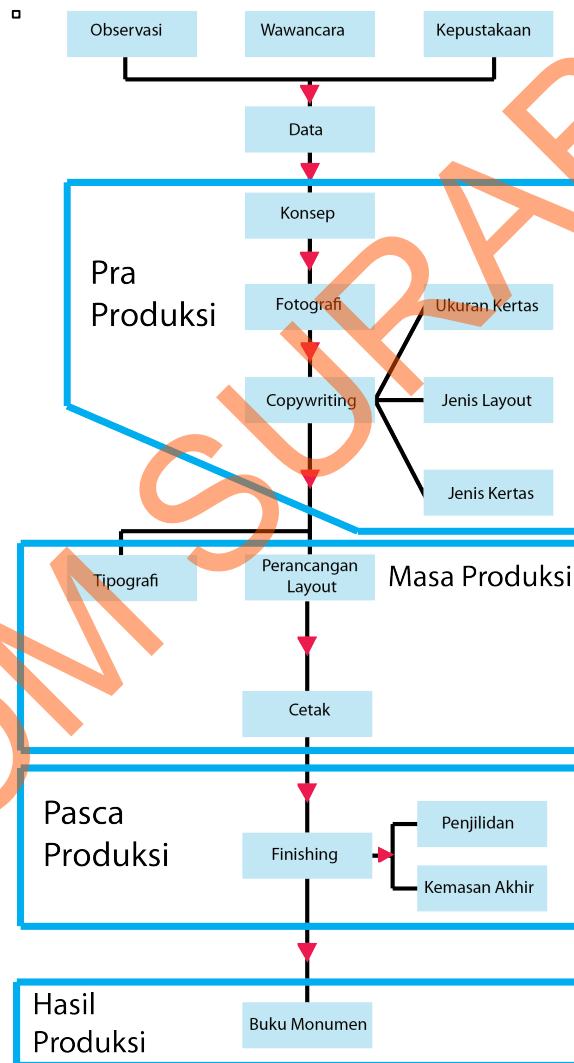 Observasi
Wawancara
Kepustakaan
Data
Konsep
Pra
Produksi
Fotografi
Ukuran Kertas
Copywriting
Jenis Layout
Jenis Kertas
Tipografi
Perancangan
Layout
Masa Produksi
Cetak
Pasca
Produksi
Penjilidan
Finishing
Kemasan Akhir
Hasil
Produksi
Buku Monumen